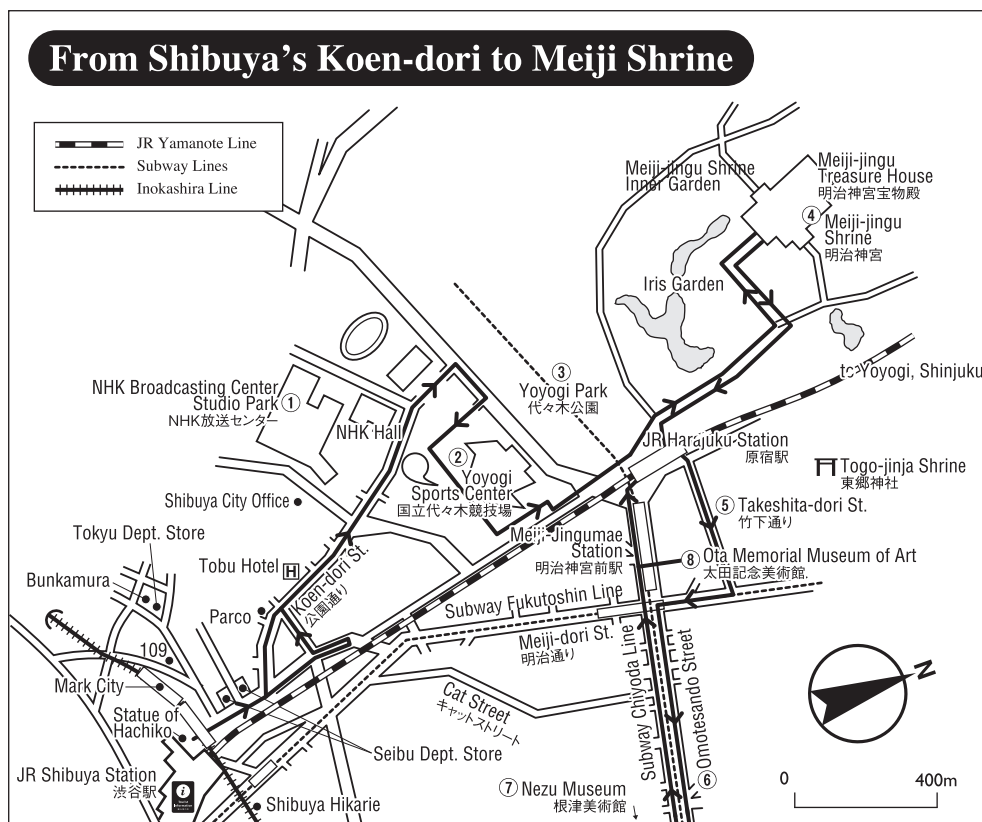 From Shibuya's Koen-dori to Meiji Shrine
JR Yamanote Line
Subway Lines
Inokashira Line
Meiji-jingu Shrine
Inner Garden
Meiji-jingu
Treasure House
明治神宮宝物殿
④ Meiji-jingu
Shrine
明治神宮
Iris Garden
to Yoyogi, Shinjuku
③
Yoyogi Park
代々木公園
NHK Broadcasting Center
Studio Park ①
NHK放送センター
NHK Hall
②
Yoyogi
Sports Center
国立代々木競技場
JR Harajuku Station
原宿駅
Togo-jinja Shrine
東郷神社
⑤ Takeshita-dori St.
竹下通り
Shibuya City Office
Tokyu Dept. Store
Bunkamura
Tobu Hotel H
Koen-dori St.
公園通り
Parco
Meiji-Jingumae
Station
明治神宮前駅
⑧ Ota Memorial Museum of Art
太田記念美術館.
Subway Fukutoshin Line
Meiji-dori St.
明治通り
109
Mark City
Statue of
Hachiko
Cat Street
キャットストリート
Seibu Dept. Store
Subway Chiyoda Line
Omotesando Street
⑥
N
JR Shibuya Station
渋谷駅
i
Shibuya Hikarie
⑦ Nezu Museum
根津美術館
0 400m